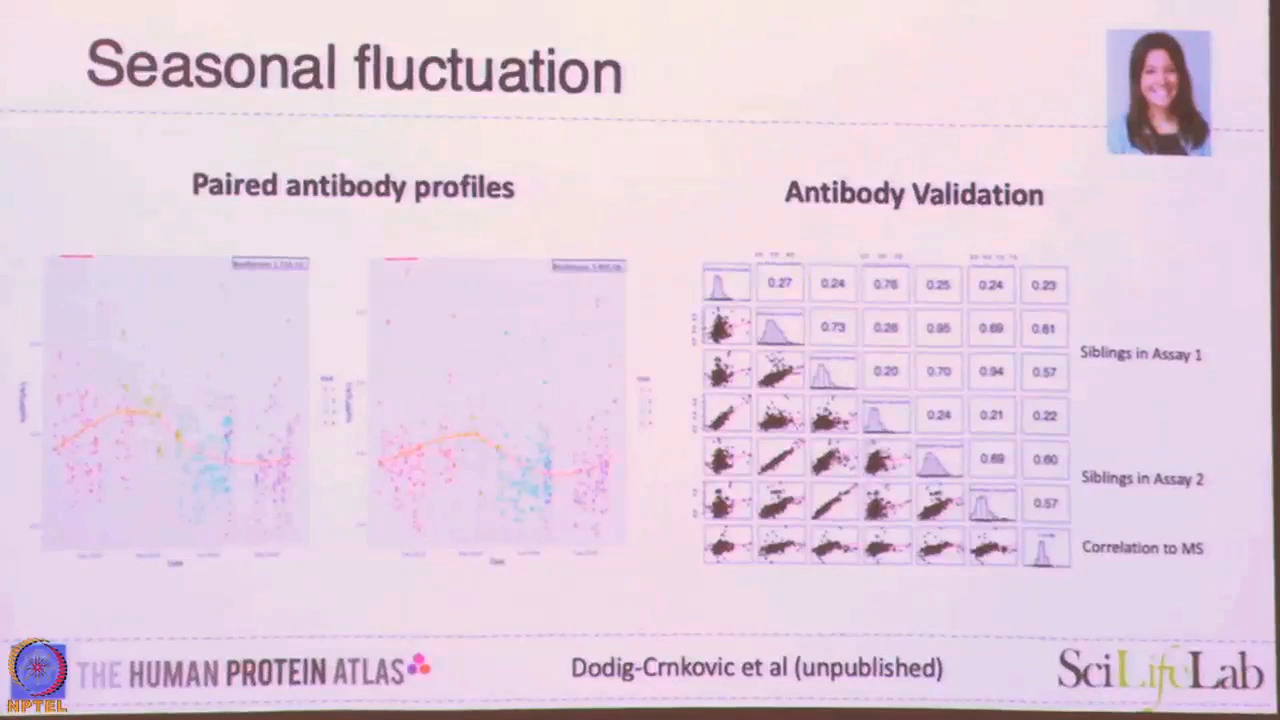 Seasonal fluctuation
Paired antibody profiles
Antibody Validation
0.27 0.24 0.76 0.25 0.24 0.23
0.73 0.26 0.95 0.69 0.61
0.20 0.70 0.94 0.57
0.24 0.21 0.22
0.69 0.60
0.57
Siblings in Assay 1
Siblings in Assay 2
Correlation to MS
Date
Date
NPTEL
THE HUMAN PROTEIN ATLAS
Dodig-Crnkovic et al (unpublished)
SciLifeLab